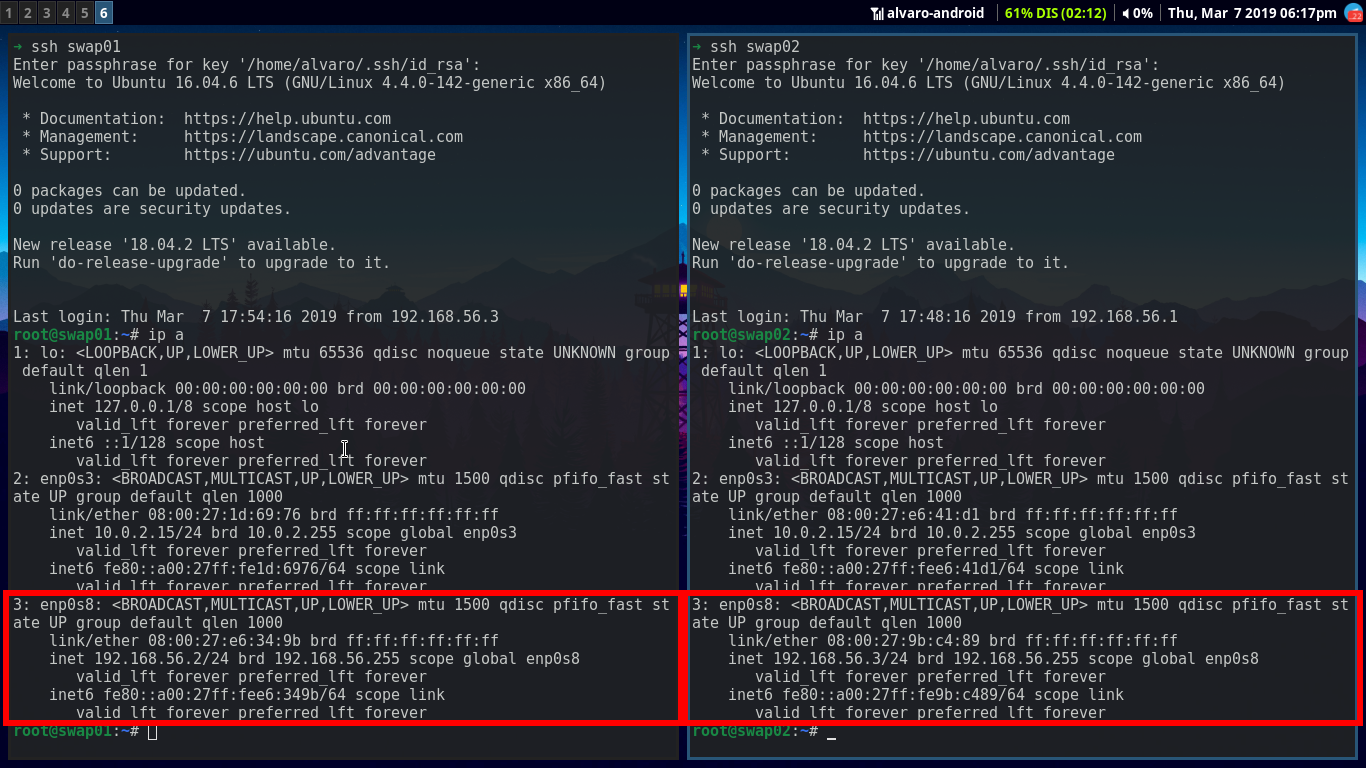 1 2 3 4 5 6 alvaro-android 61% DIS (02:12) 0% Thu, Mar 7 2019 06:17pm
➜ ssh swap01
Enter passphrase for key '/home/alvaro/.ssh/id_rsa':
Welcome to Ubuntu 16.04.6 LTS (GNU/Linux 4.4.0-142-generic x86_64)
* Documentation: https://help.ubuntu.com
* Management: https://landscape.canonical.com
* Support: https://ubuntu.com/advantage
0 packages can be updated.
0 updates are security updates.
New release '18.04.2 LTS' available.
Run 'do-release-upgrade' to upgrade to it.
Last login: Thu Mar 7 17:54:16 2019 from 192.168.56.3
root@swap01:~# ip a
1: lo: <LOOPBACK,UP,LOWER_UP> mtu 65536 qdisc noqueue state UNKNOWN group
default qlen 1
link/loopback 00:00:00:00:00:00 brd 00:00:00:00:00:00
inet 127.0.0.1/8 scope host lo
valid_lft forever preferred_lft forever
inet6 ::1/128 scope host
valid_lft forever preferred_lft forever
2: enp0s3: <BROADCAST,MULTICAST,UP,LOWER_UP> mtu 1500 qdisc pfifo_fast st
ate UP group default qlen 1000
link/ether 08:00:27:1d:69:76 brd ff:ff:ff:ff:ff:ff
inet 10.0.2.15/24 brd 10.0.2.255 scope global enp0s3
valid_lft forever preferred_lft forever
inet6 fe80::a00:27ff:fe1d:6976/64 scope link
valid_lft forever preferred_lft forever
3: enp0s8: <BROADCAST,MULTICAST,UP,LOWER_UP> mtu 1500 qdisc pfifo_fast st
ate UP group default qlen 1000
link/ether 08:00:27:e6:34:9b brd ff:ff:ff:ff:ff:ff
inet 192.168.56.2/24 brd 192.168.56.255 scope global enp0s8
valid_lft forever preferred_lft forever
inet6 fe80::a00:27ff:fee6:349b/64 scope link
valid_lft forever preferred_lft forever
root@swap01:~#
➜ ssh swap02
Enter passphrase for key '/home/alvaro/.ssh/id_rsa':
Welcome to Ubuntu 16.04.6 LTS (GNU/Linux 4.4.0-142-generic x86_64)
* Documentation: https://help.ubuntu.com
* Management: https://landscape.canonical.com
* Support: https://ubuntu.com/advantage
0 packages can be updated.
0 updates are security updates.
New release '18.04.2 LTS' available.
Run 'do-release-upgrade' to upgrade to it.
Last login: Thu Mar 7 17:48:16 2019 from 192.168.56.1
root@swap02:~# ip a
1: lo: <LOOPBACK,UP,LOWER_UP> mtu 65536 qdisc noqueue state UNKNOWN group
default qlen 1
link/loopback 00:00:00:00:00:00 brd 00:00:00:00:00:00
inet 127.0.0.1/8 scope host lo
valid_lft forever preferred_lft forever
inet6 ::1/128 scope host
valid_lft forever preferred_lft forever
2: enp0s3: <BROADCAST,MULTICAST,UP,LOWER_UP> mtu 1500 qdisc pfifo_fast st
ate UP group default qlen 1000
link/ether 08:00:27:e6:41:d1 brd ff:ff:ff:ff:ff:ff
inet 10.0.2.15/24 brd 10.0.2.255 scope global enp0s3
valid_lft forever preferred_lft forever
inet6 fe80::a00:27ff:fee6:41d1/64 scope link
valid_lft forever preferred_lft forever
3: enp0s8: <BROADCAST,MULTICAST,UP,LOWER_UP> mtu 1500 qdisc pfifo_fast st
ate UP group default qlen 1000
link/ether 08:00:27:9b:c4:89 brd ff:ff:ff:ff:ff:ff
inet 192.168.56.3/24 brd 192.168.56.255 scope global enp0s8
valid_lft forever preferred_lft forever
inet6 fe80::a00:27ff:fe9b:c489/64 scope link
valid_lft forever preferred_lft forever
root@swap02:~# _